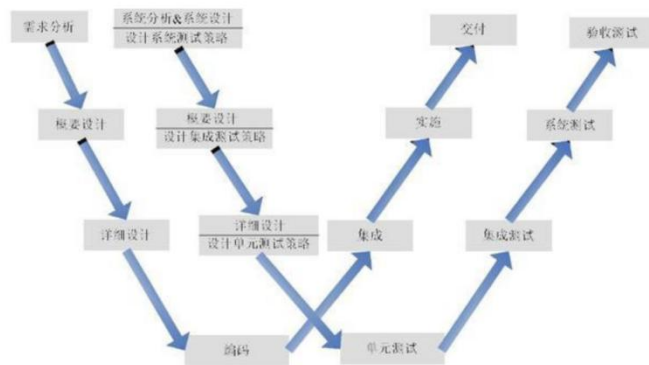 需求分析
系统分析&系统设计
设计系统测试策略
交付
验收测试
概要设计
概要设计
设计集成测试策略
实施
系统测试
详细设计
详细设计
设计单元测试策略
集成
集成测试
编码
单元测试